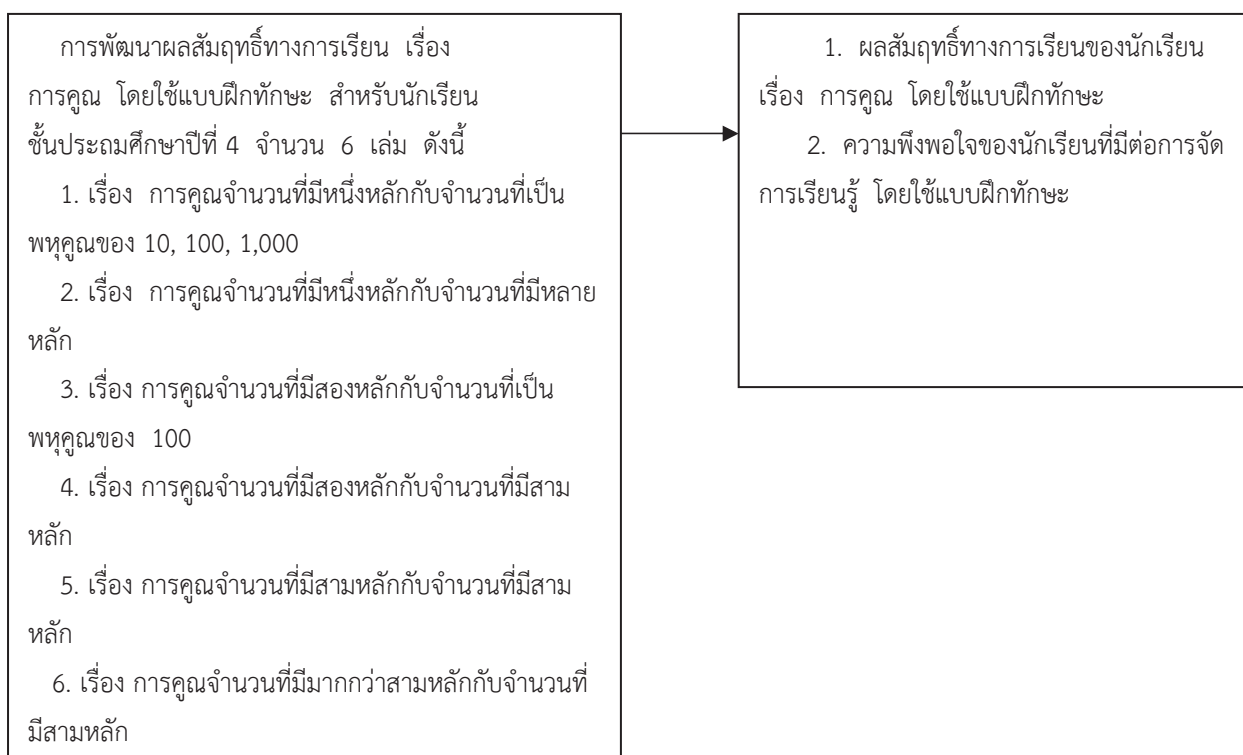 การพัฒนาผลสัมฤทธิ์ทางการเรียน เรื่อง
การคูณ โดยใช้แบบฝึกทักษะ สำหรับนักเรียน
ชั้นประถมศึกษาปีที่ 4 จำนวน 6 เล่ม ดังนี้
1. เรื่อง การคูณจำนวนที่มีหนึ่งหลักกับจำนวนที่เป็น
พหุคูณของ 10, 100, 1,000
2. เรื่อง การคูณจำนวนที่มีหนึ่งหลักกับจำนวนที่มีหลาย
หลัก
3. เรื่อง การคูณจำนวนที่มีสองหลักกับจำนวนที่เป็น
พหุคูณของ 100
4. เรื่อง การคูณจำนวนที่มีสองหลักกับจำนวนที่มีสาม
หลัก
5. เรื่อง การคูณจำนวนที่มีสามหลักกับจำนวนที่มีสาม
หลัก
6. เรื่อง การคูณจำนวนที่มีมากกว่าสามหลักกับจำนวนที่
มีสามหลัก
1. ผลสัมฤทธิ์ทางการเรียนของนักเรียน
เรื่อง การคูณ โดยใช้แบบฝึกทักษะ
2. ความพึงพอใจของนักเรียนที่มีต่อการจัด
การเรียนรู้ โดยใช้แบบฝึกทักษะ